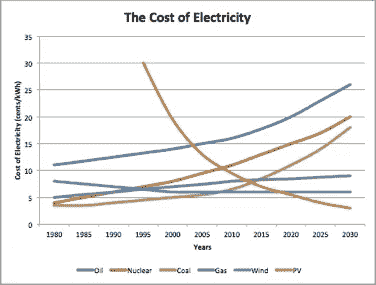 The Cost of Electricity
Cost of Electricity (cents/kWh)
35
30
25
20
15
10
5
0
1980 1985 1990 1995 2000 2005 2010 2015 2020 2025 2030
Years
Oil Nuclear Coal Gas Wind PV